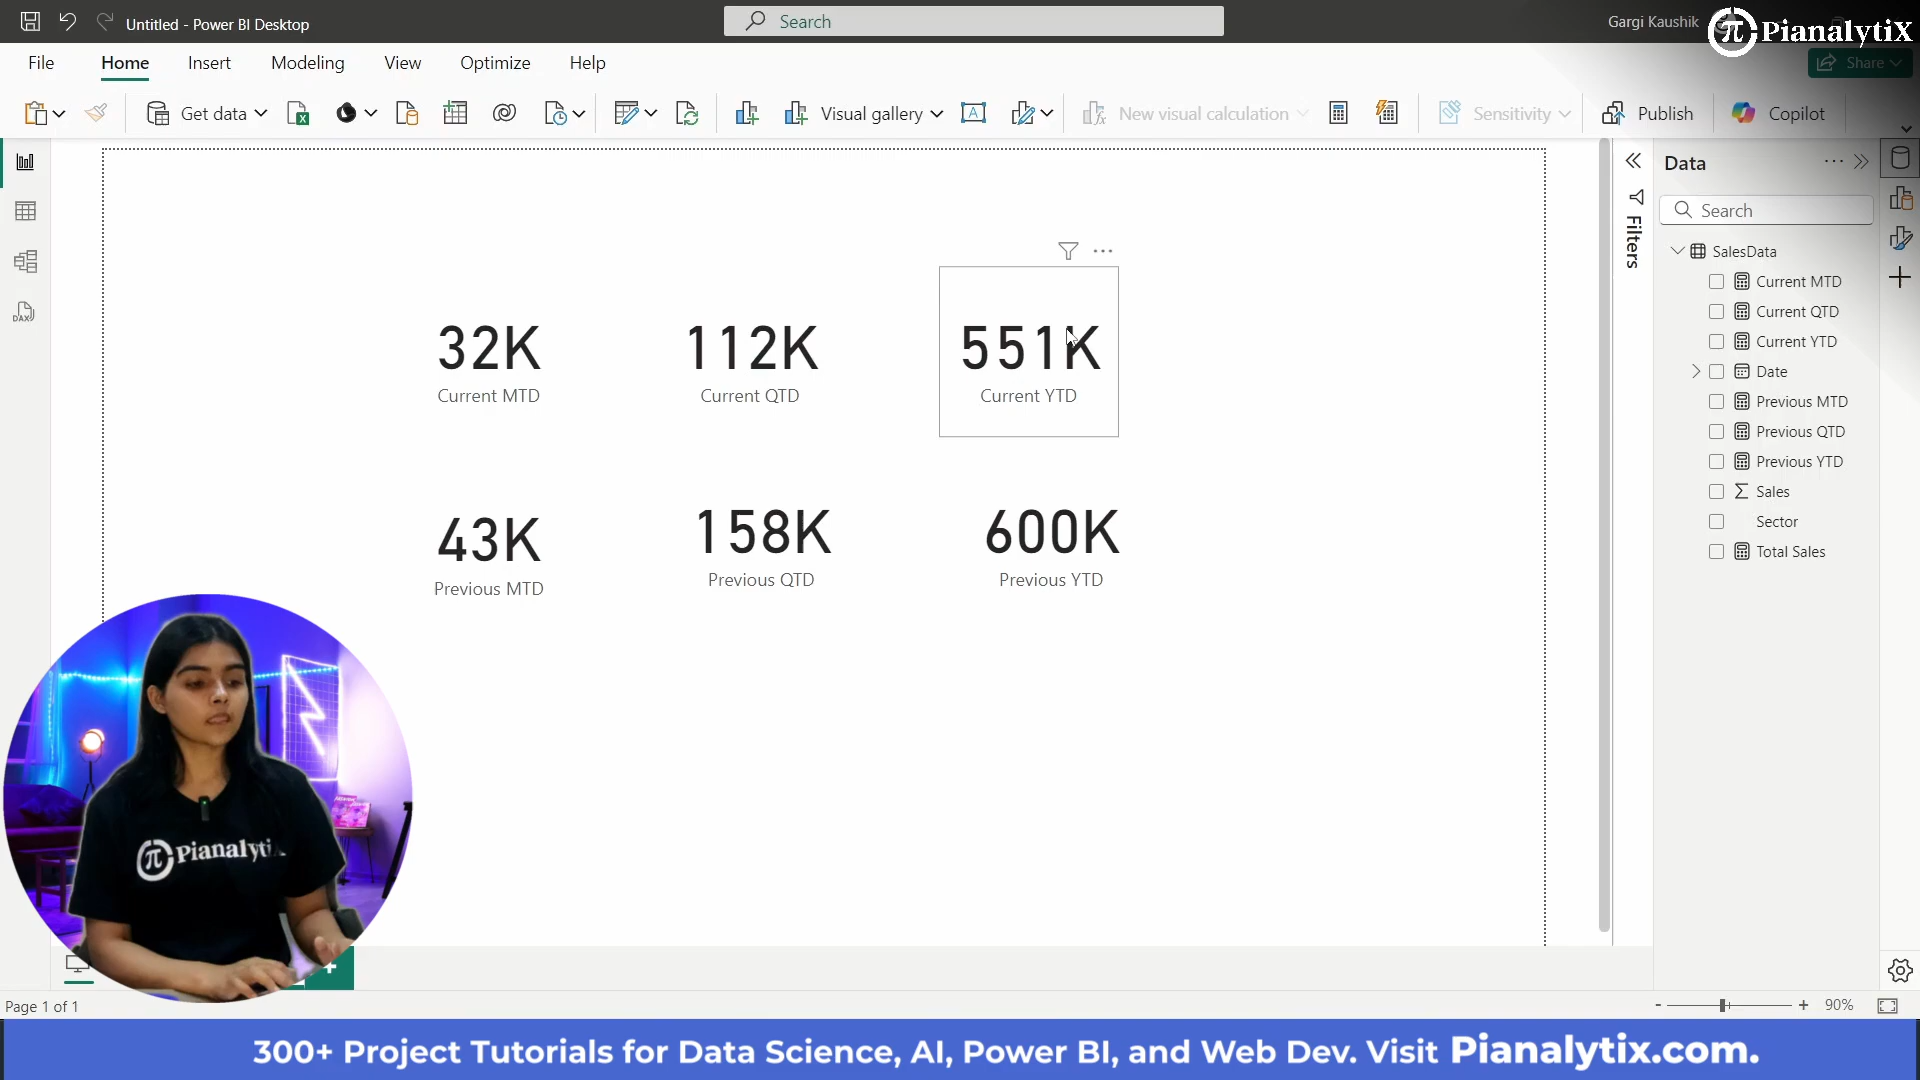 Untitled - Power BI Desktop
Search
Gargi Kaushik
PianalytiX
File
Home
Insert
Modeling
View
Optimize
Help
Share
Get data
Visual gallery
New visual calculation
Sensitivity
Publish
Copilot
32K
Current MTD
112K
Current QTD
551K
Current YTD
43K
Previous MTD
158K
Previous QTD
600K
Previous YTD
Filters
Data
Search
SalesData
Current MTD
Current QTD
Current YTD
Date
Previous MTD
Previous QTD
Previous YTD
Sales
Sector
Total Sales
DAX
Page 1 of 1
90%
300+ Project Tutorials for Data Science, AI, Power BI, and Web Dev. Visit Pianalytix.com.